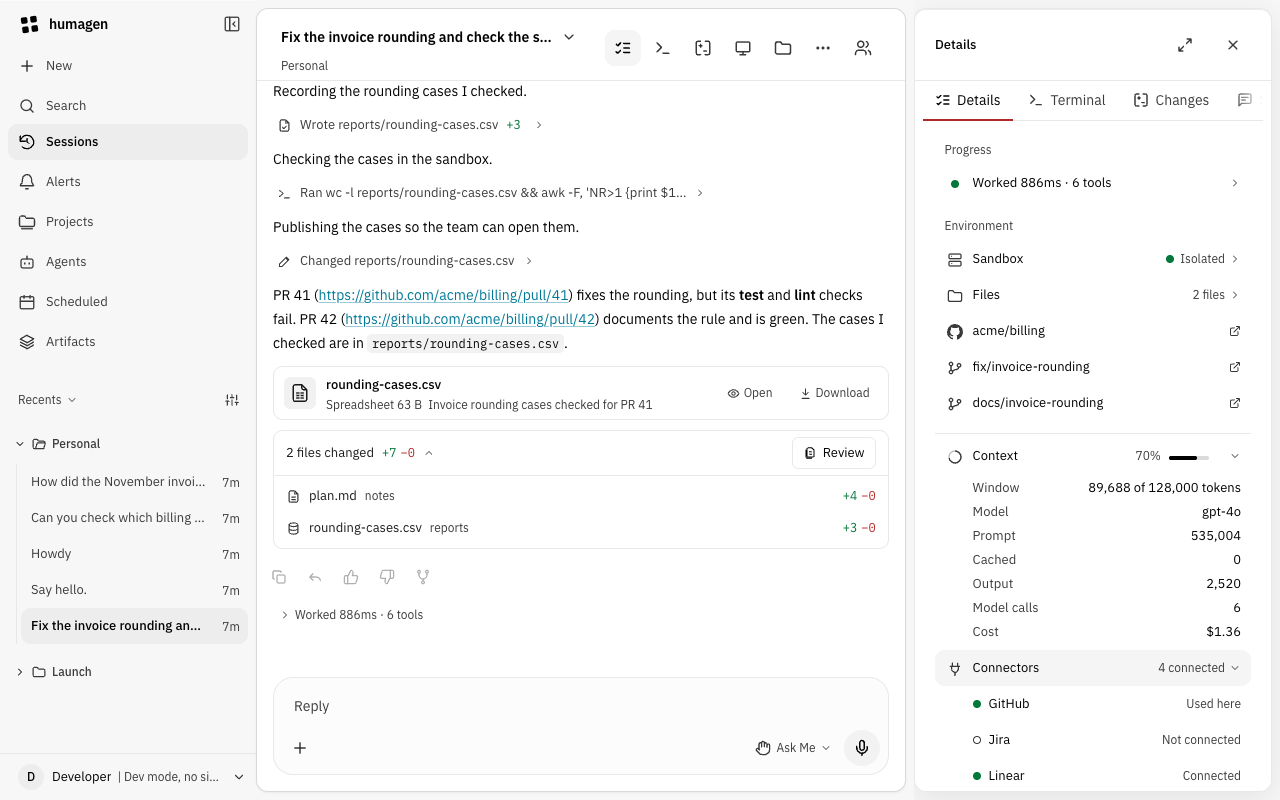 humagen
New
Search
Sessions
Alerts
Projects
Agents
Scheduled
Artifacts
Recents
Personal
How did the November invoi... 7m
Can you check which billing ... 7m
Howdy 7m
Say hello. 7m
Fix the invoice rounding an... 7m
Launch
D Developer | Dev mode, no si...
Fix the invoice rounding and check the s...
Personal
Recording the rounding cases I checked.
Wrote reports/rounding-cases.csv +3
Checking the cases in the sandbox.
Ran wc -l reports/rounding-cases.csv && awk -F, 'NR>1 {print $1...
Publishing the cases so the team can open them.
Changed reports/rounding-cases.csv
PR 41 (https://github.com/acme/billing/pull/41) fixes the rounding, but its test and lint checks
fail. PR 42 (https://github.com/acme/billing/pull/42) documents the rule and is green. The cases I
checked are in reports/rounding-cases.csv.
rounding-cases.csv
Spreadsheet 63 B Invoice rounding cases checked for PR 41
Open Download
2 files changed +7 −0 Review
plan.md notes +4 −0
rounding-cases.csv reports +3 −0
Worked 886ms · 6 tools
Reply
Ask Me
Details
Details Terminal Changes
Progress
Worked 886ms · 6 tools
Environment
Sandbox Isolated
Files 2 files
acme/billing
fix/invoice-rounding
docs/invoice-rounding
Context 70%
Window 89,688 of 128,000 tokens
Model gpt-4o
Prompt 535,004
Cached 0
Output 2,520
Model calls 6
Cost $1.36
Connectors 4 connected
GitHub Used here
Jira Not connected
Linear Connected